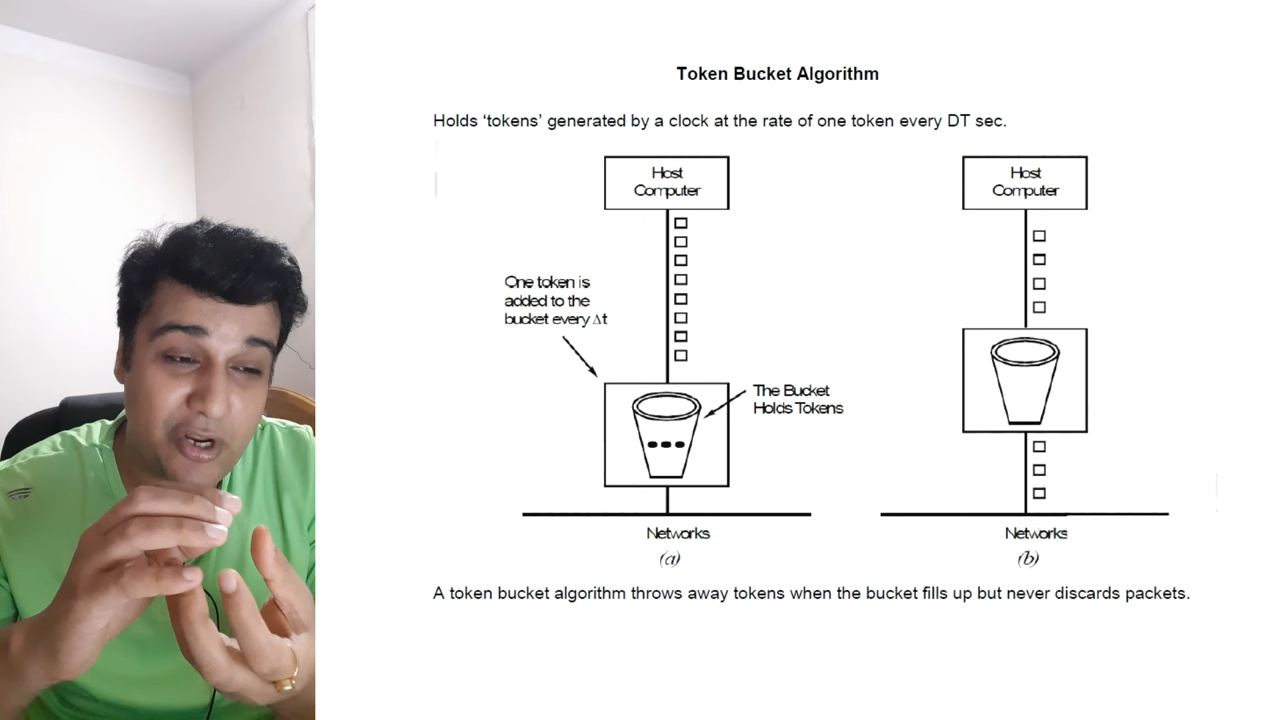 Token Bucket Algorithm
Holds ‘tokens’ generated by a clock at the rate of one token every DT sec.
Host
Computer
Host
Computer
One token is
added to the
bucket every Δt
The Bucket
Holds Tokens
Networks
(a)
Networks
(b)
A token bucket algorithm throws away tokens when the bucket fills up but never discards packets.